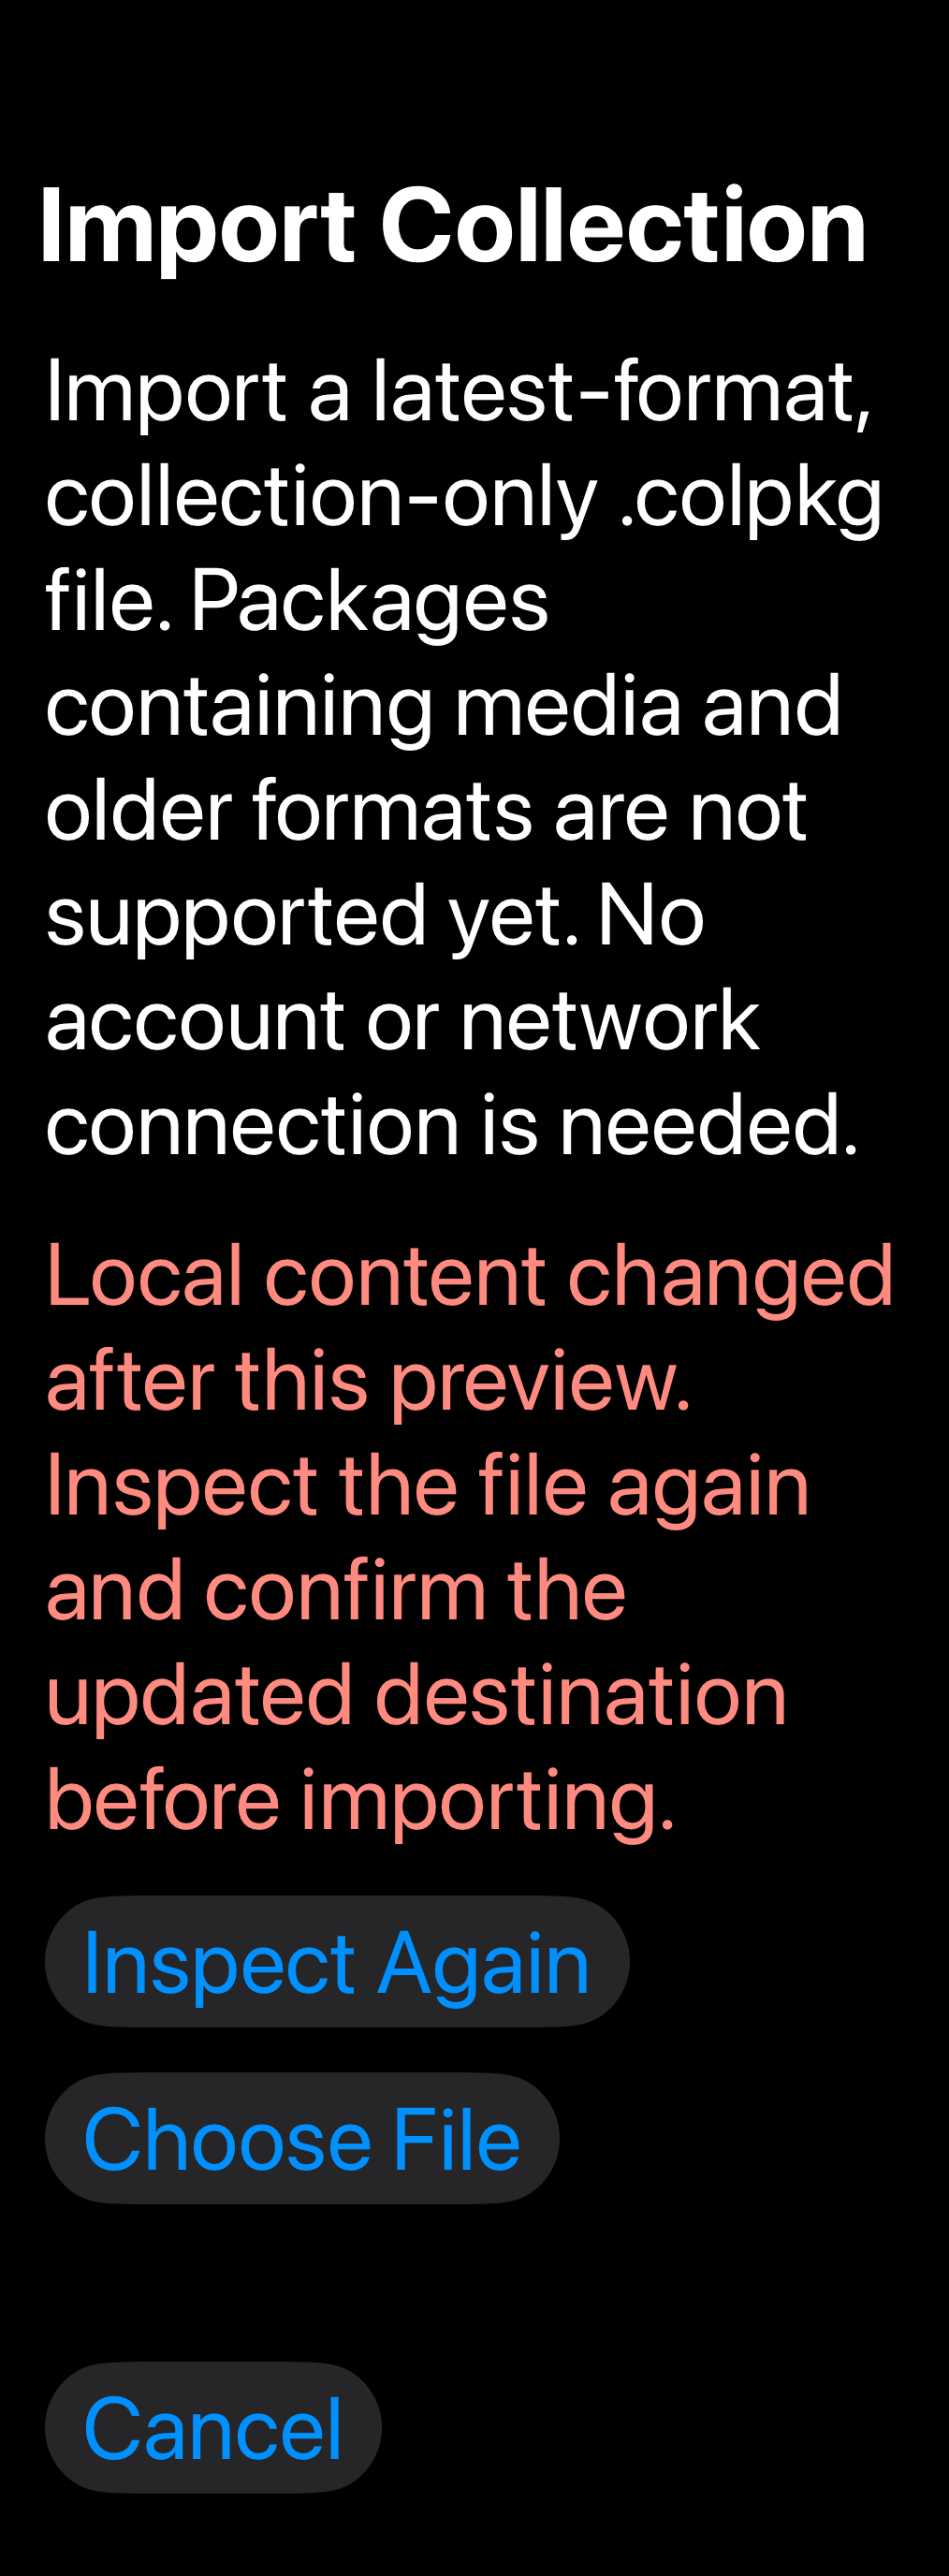 Import Collection
Import a latest-format,
collection-only .colpkg
file. Packages
containing media and
older formats are not
supported yet. No
account or network
connection is needed.
Local content changed
after this preview.
Inspect the file again
and confirm the
updated destination
before importing.
Inspect Again
Choose File
Cancel